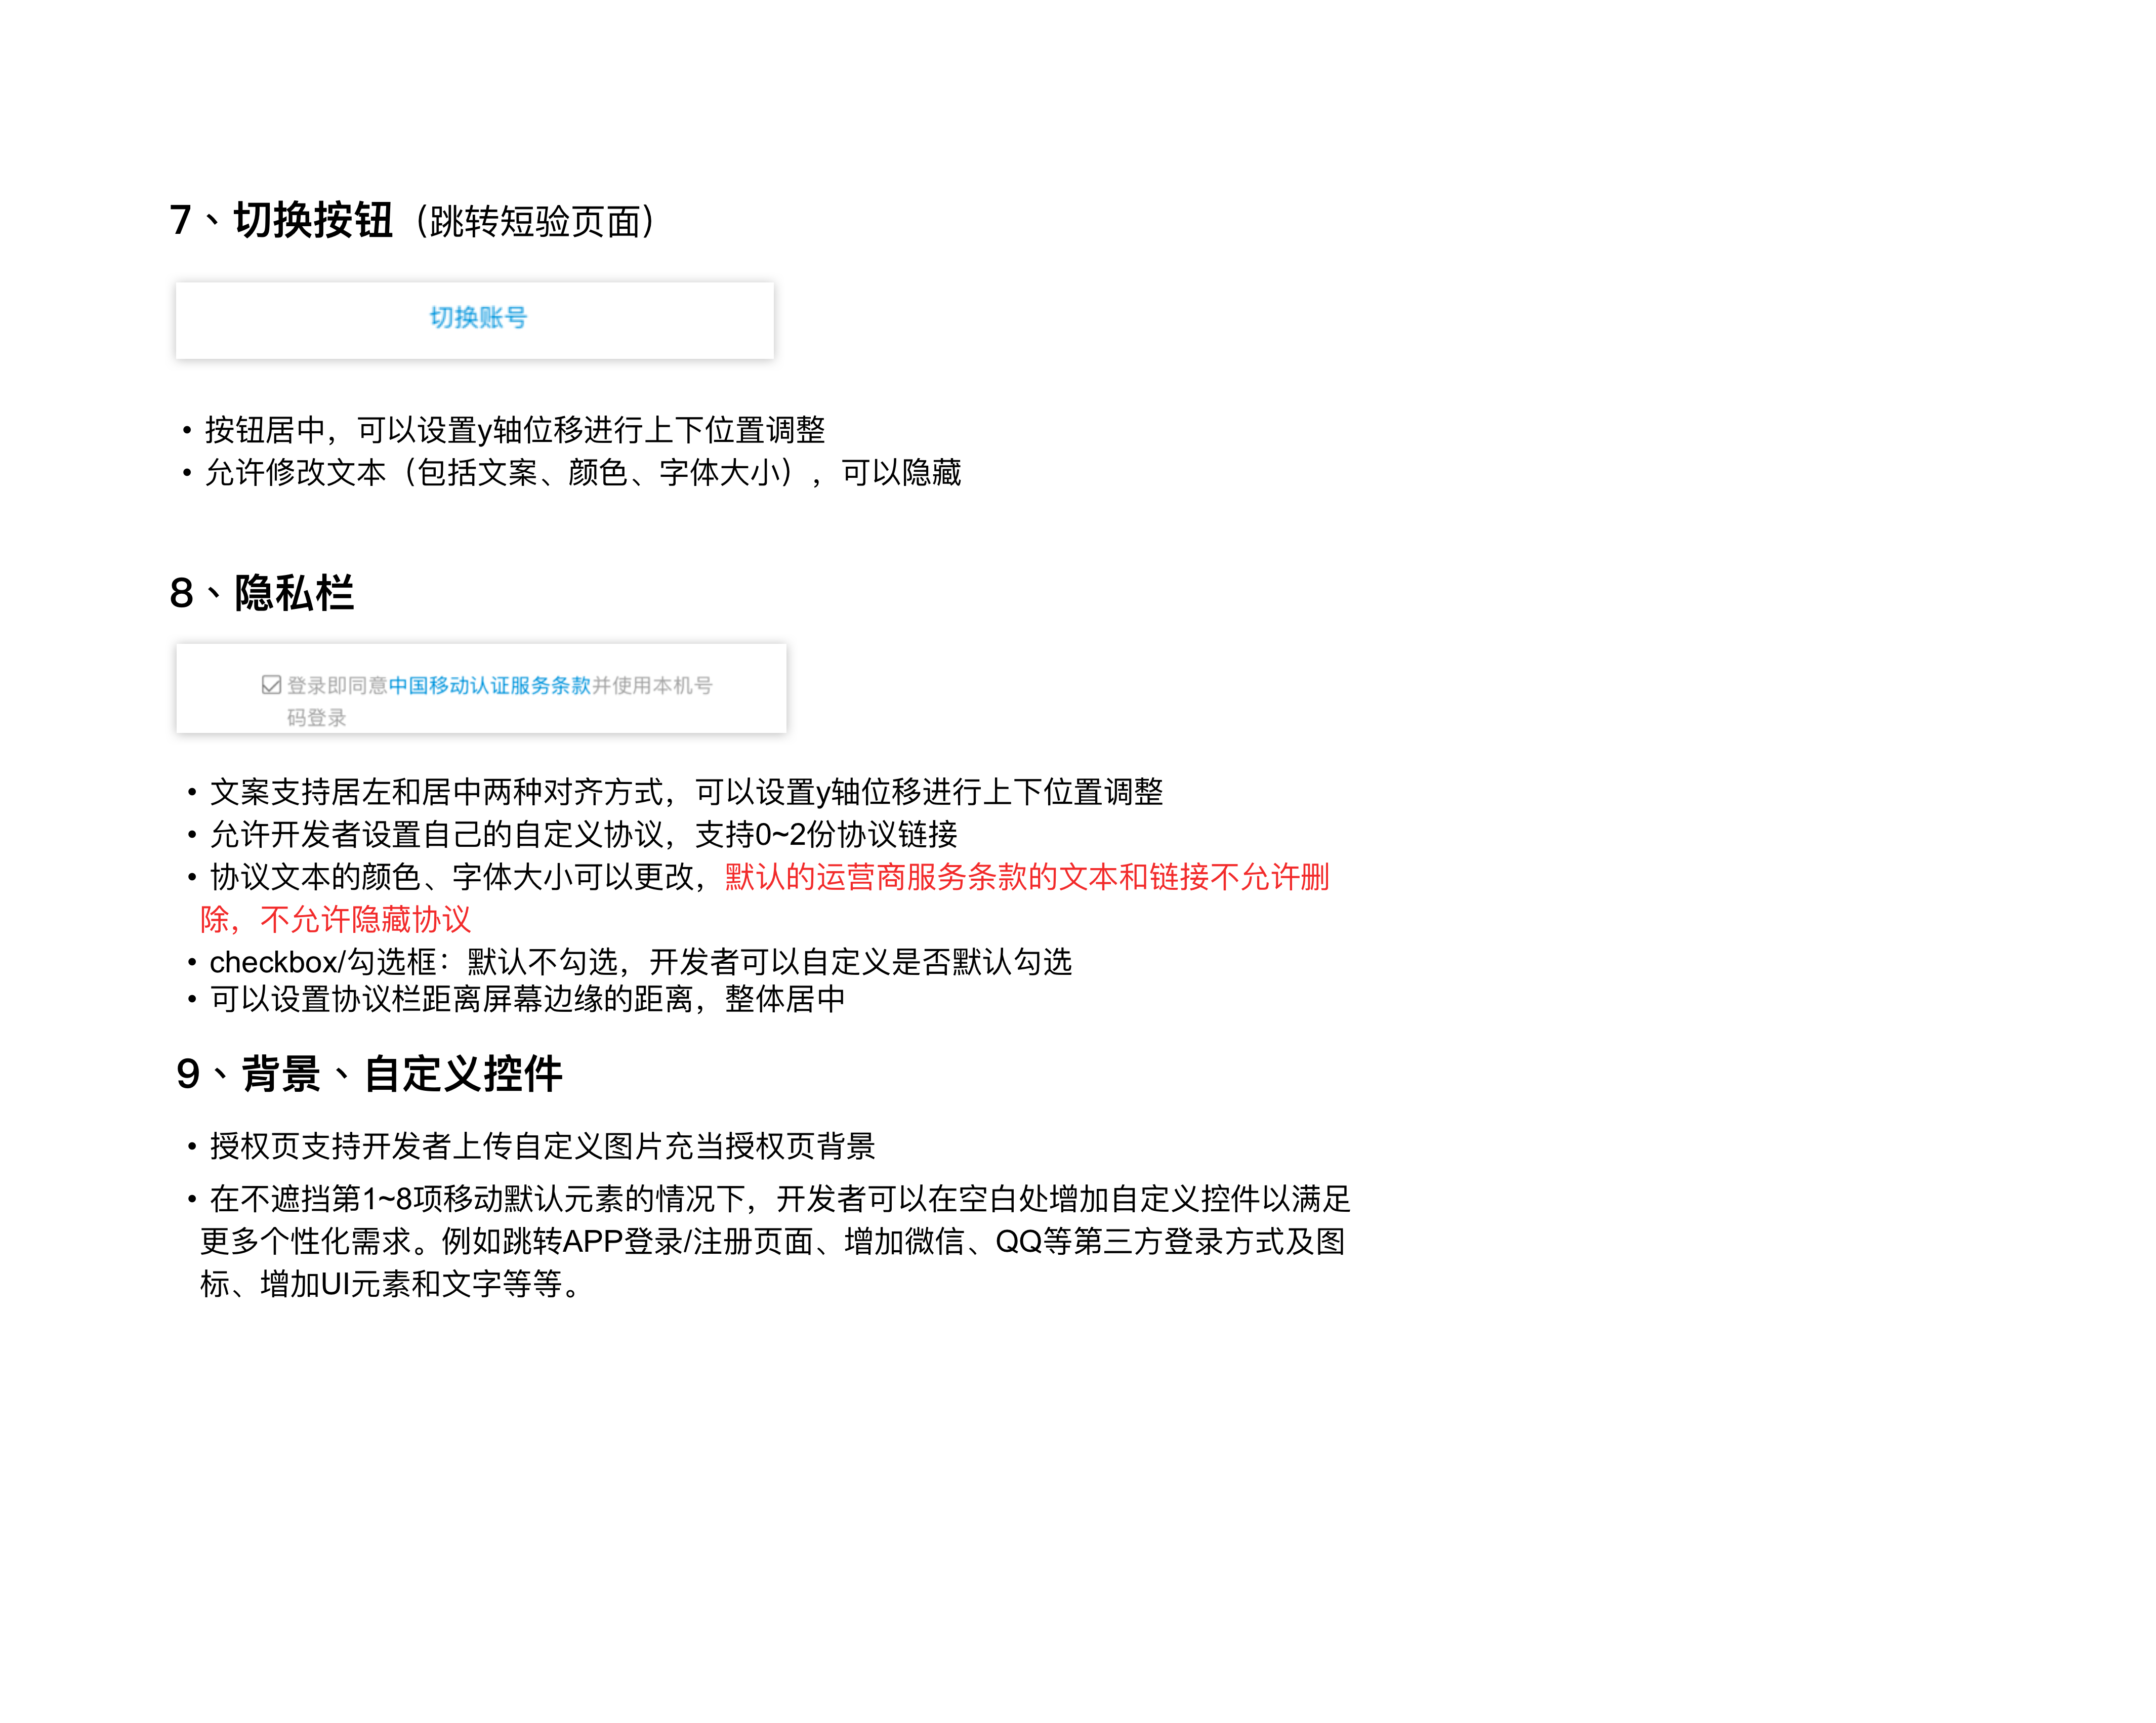 7、切换按钮（跳转短验页面）
切换账号
• 按钮居中，可以设置y轴位移进行上下位置调整
• 允许修改文本（包括文案、颜色、字体大小），可以隐藏
8、隐私栏
登录即同意中国移动认证服务条款并使用本机号
码登录
• 文案支持居左和居中两种对齐方式，可以设置y轴位移进行上下位置调整
• 允许开发者设置自己的自定义协议，支持0~2份协议链接
• 协议文本的颜色、字体大小可以更改，默认的运营商服务条款的文本和链接不允许删
除，不允许隐藏协议
• checkbox/勾选框：默认不勾选，开发者可以自定义是否默认勾选
• 可以设置协议栏距离屏幕边缘的距离，整体居中
9、背景、自定义控件
• 授权页支持开发者上传自定义图片充当授权页背景
• 在不遮挡第1~8项移动默认元素的情况下，开发者可以在空白处增加自定义控件以满足
更多个性化需求。例如跳转APP登录/注册页面、增加微信、QQ等第三方登录方式及图
标、增加UI元素和文字等等。